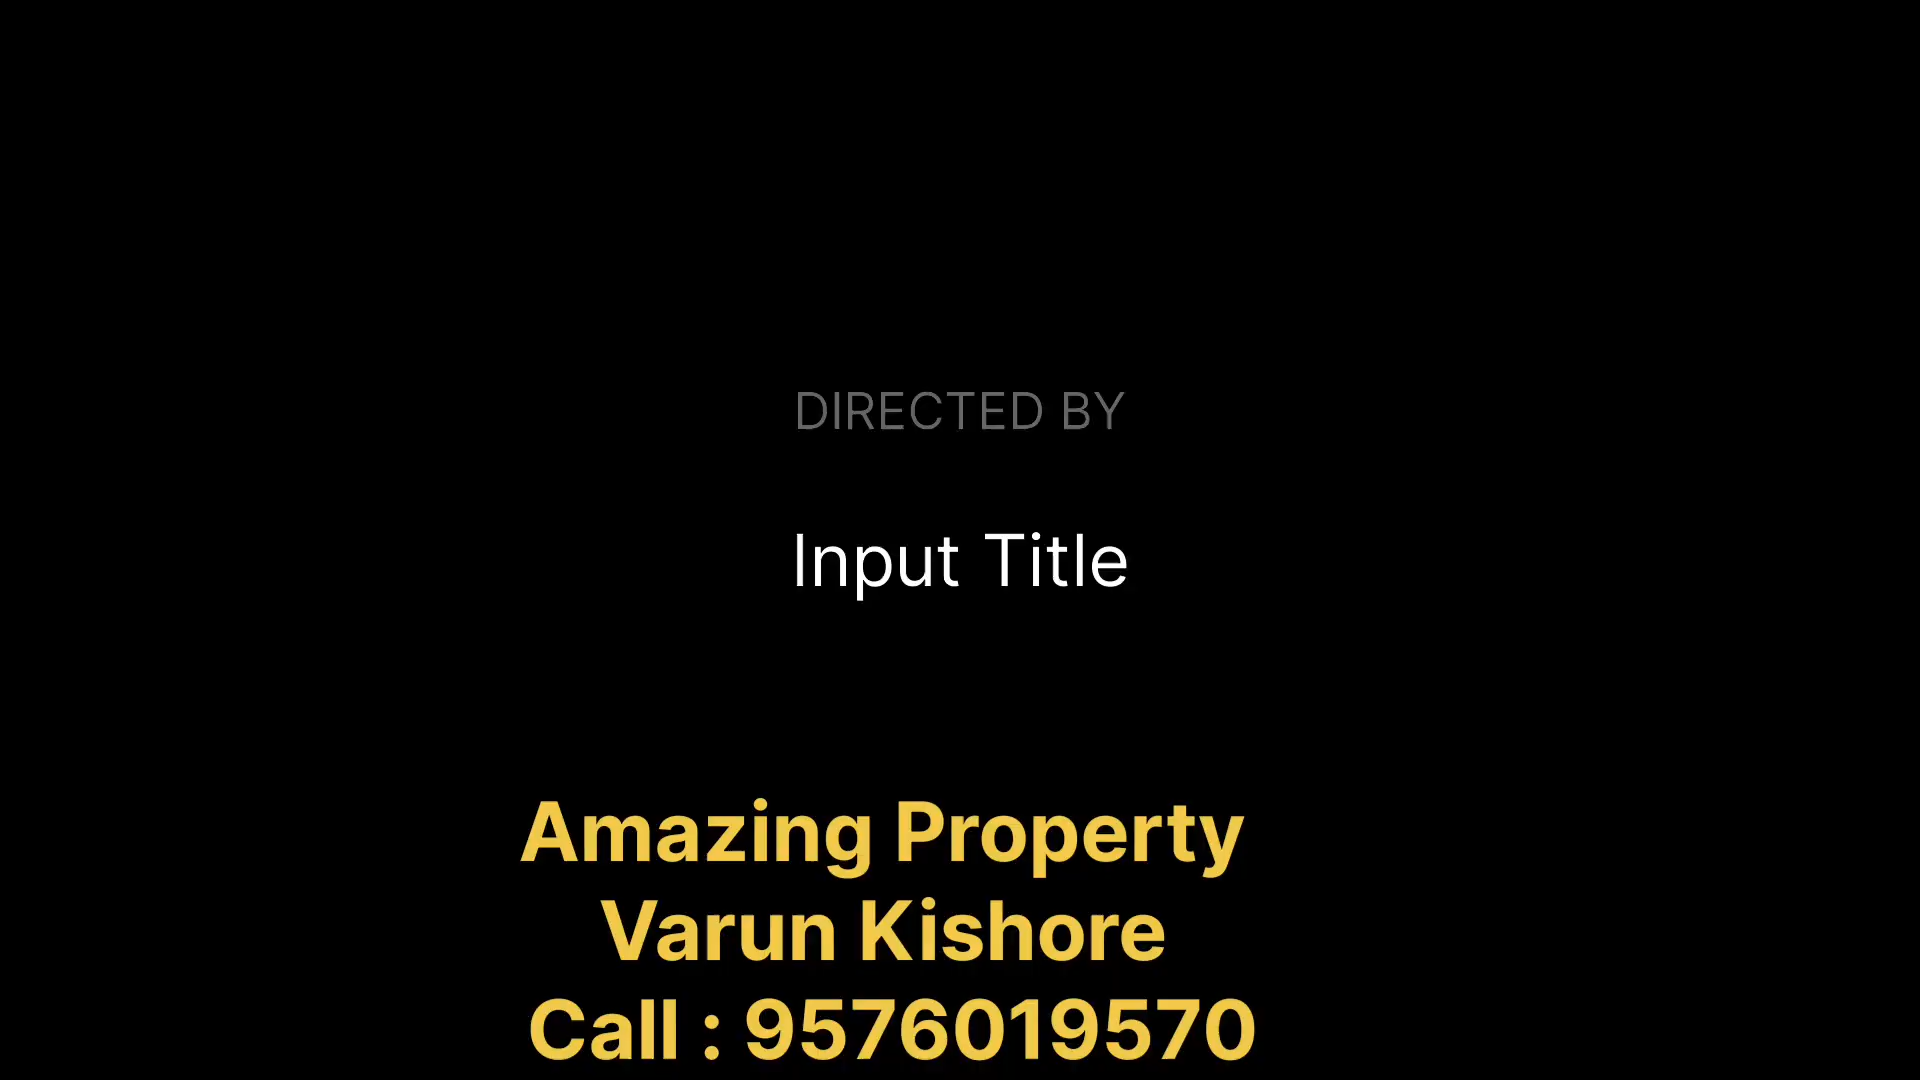 DIRECTED BY
Input Title
Amazing Property
Varun Kishore
Call : 9576019570